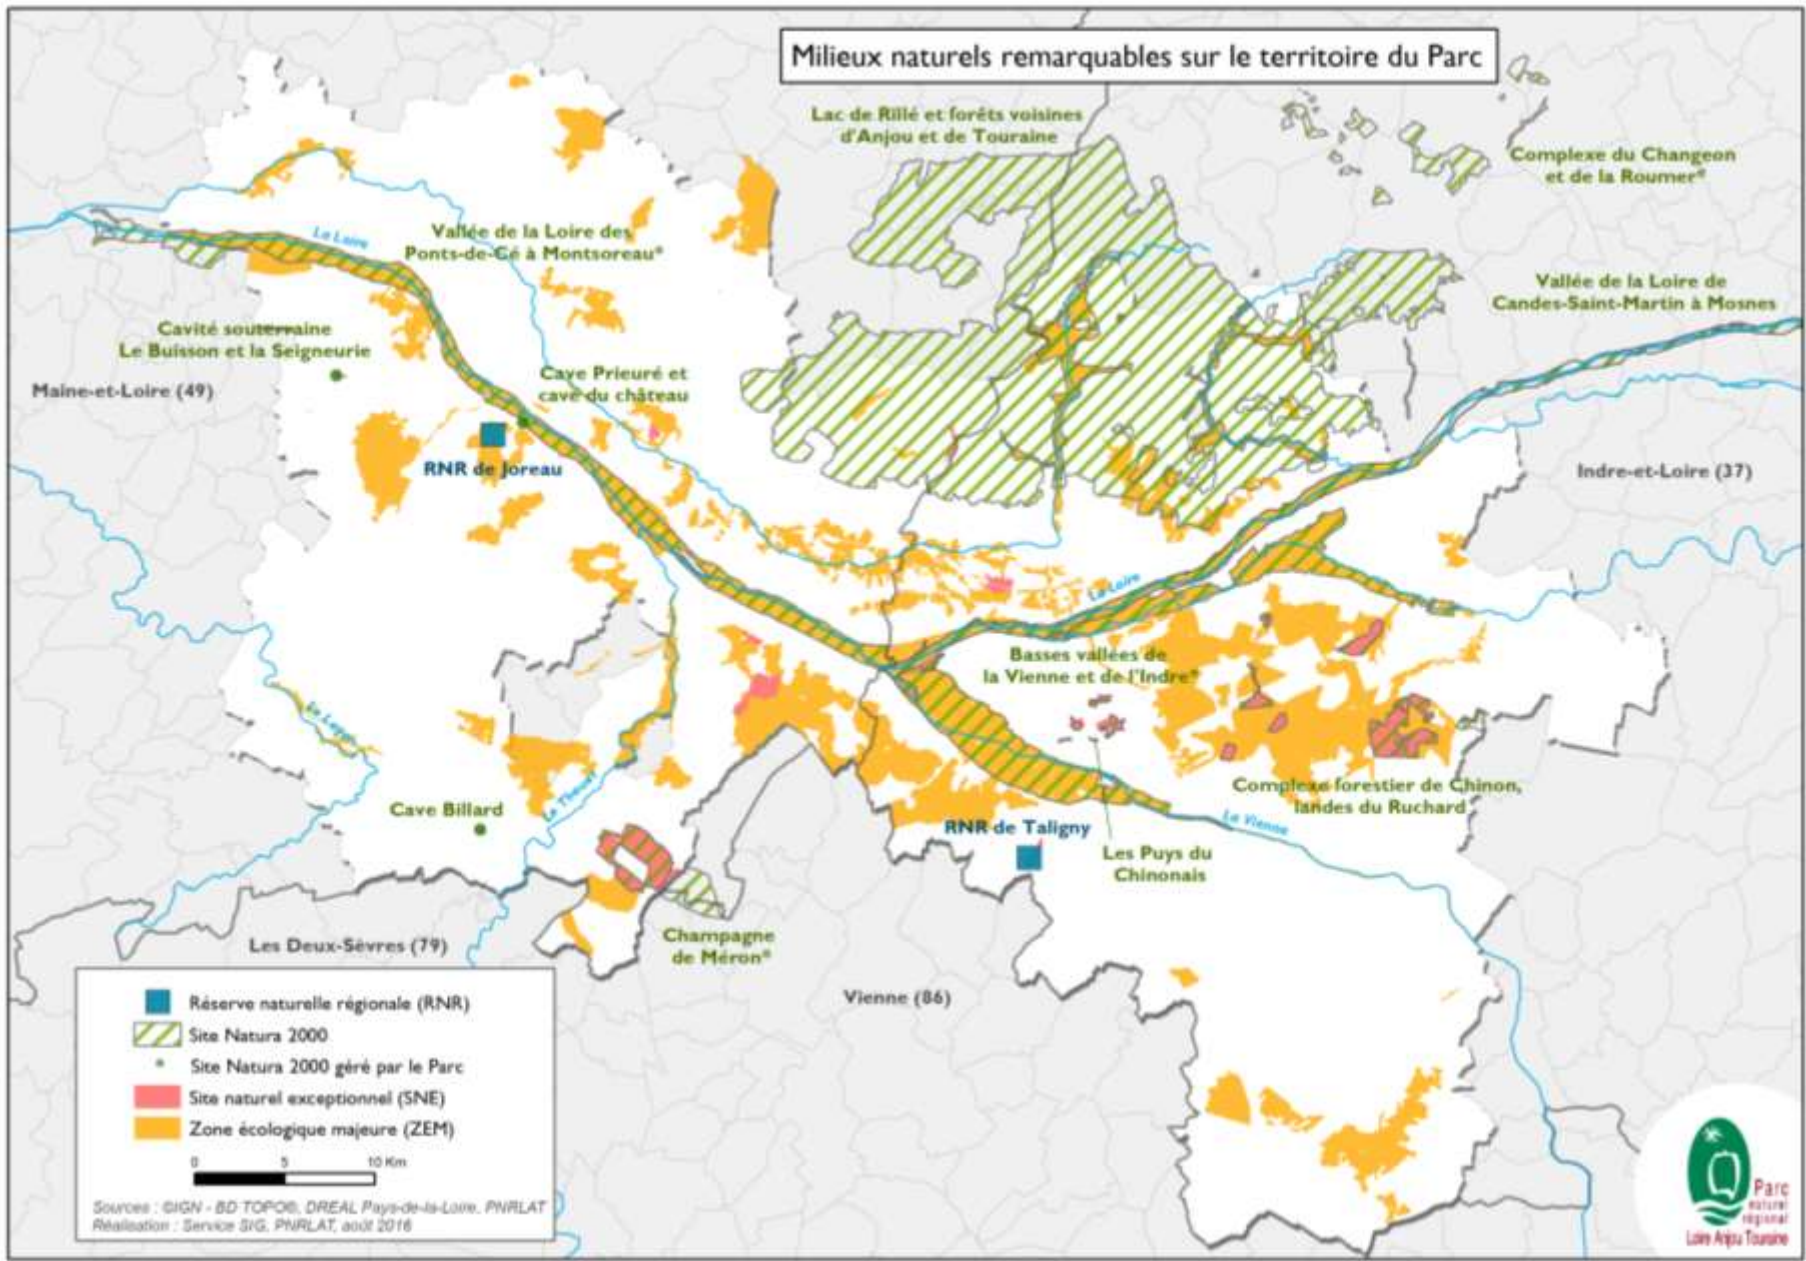 Milieux naturels remarquables sur le territoire du Parc
Lac de Rillé et forêts voisines
d'Anjou et de Touraine
Complexe du Changeon
et de la Roumer*
Vallée de la Loire des
Ponts-de-Cé à Montsoreau*
La Loire
Vallée de la Loire de
Candes-Saint-Martin à Mosnes
Cavité souterraine
Le Buisson et la Seigneurie
Maine-et-Loire (49)
Cave Prieuré et
cave du château
RNR de Joreau
Indre-et-Loire (37)
La Loire
Basses vallées de
la Vienne et de l'Indre*
Le Layon
Le Thouet
Complexe forestier de Chinon,
landes du Ruchard
Cave Billard
La Vienne
RNR de Taligny
Les Puys du
Chinonais
Champagne
de Méron*
Les Deux-Sèvres (79)
Vienne (86)
Réserve naturelle régionale (RNR)
Site Natura 2000
Site Natura 2000 géré par le Parc
Site naturel exceptionnel (SNE)
Zone écologique majeure (ZEM)
0 5 10 Km
Sources : ©IGN - BD TOPO®, DREAL Pays-de-la-Loire, PNRLAT
Réalisation : Service SIG, PNRLAT, août 2016
Parc
naturel
régional
Loire Anjou Touraine